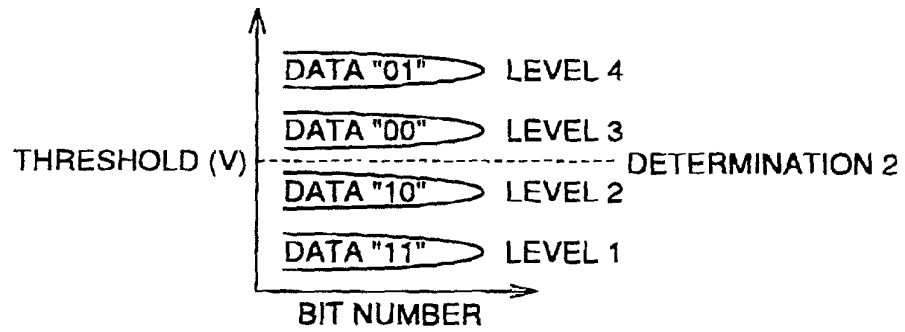 DATA "01" LEVEL 4
DATA "00" LEVEL 3
THRESHOLD (V) DETERMINATION 2
DATA "10" LEVEL 2
DATA "11" LEVEL 1
BIT NUMBER